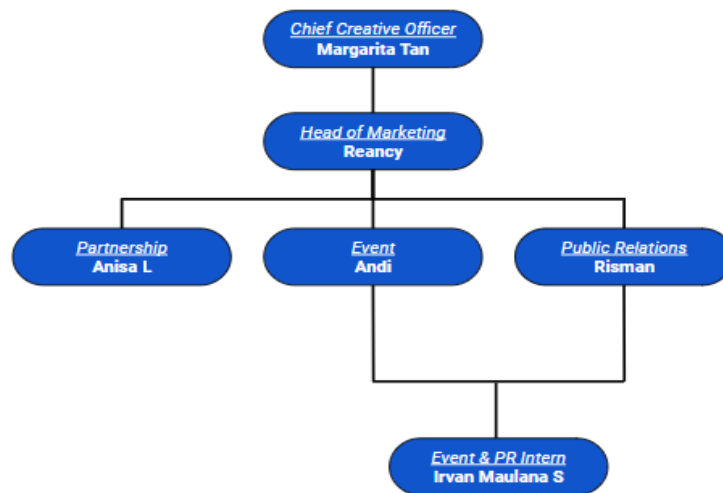 Chief Creative Officer
Margarita Tan
Head of Marketing
Reancy
Partnership
Anisa L
Event
Andi
Public Relations
Risman
Event & PR Intern
Irvan Maulana S